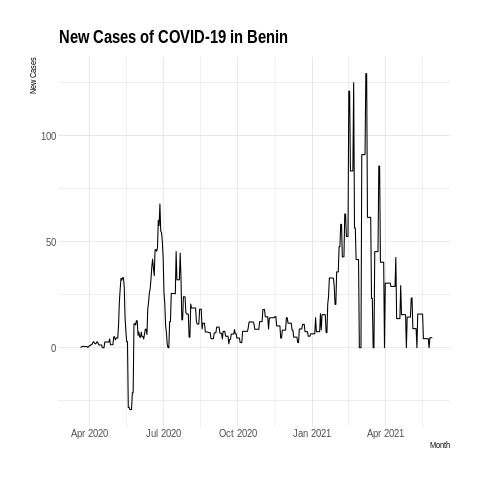 New Cases of COVID-19 in Benin
New Cases
100
50
0
Apr 2020 Jul 2020 Oct 2020 Jan 2021 Apr 2021
Month